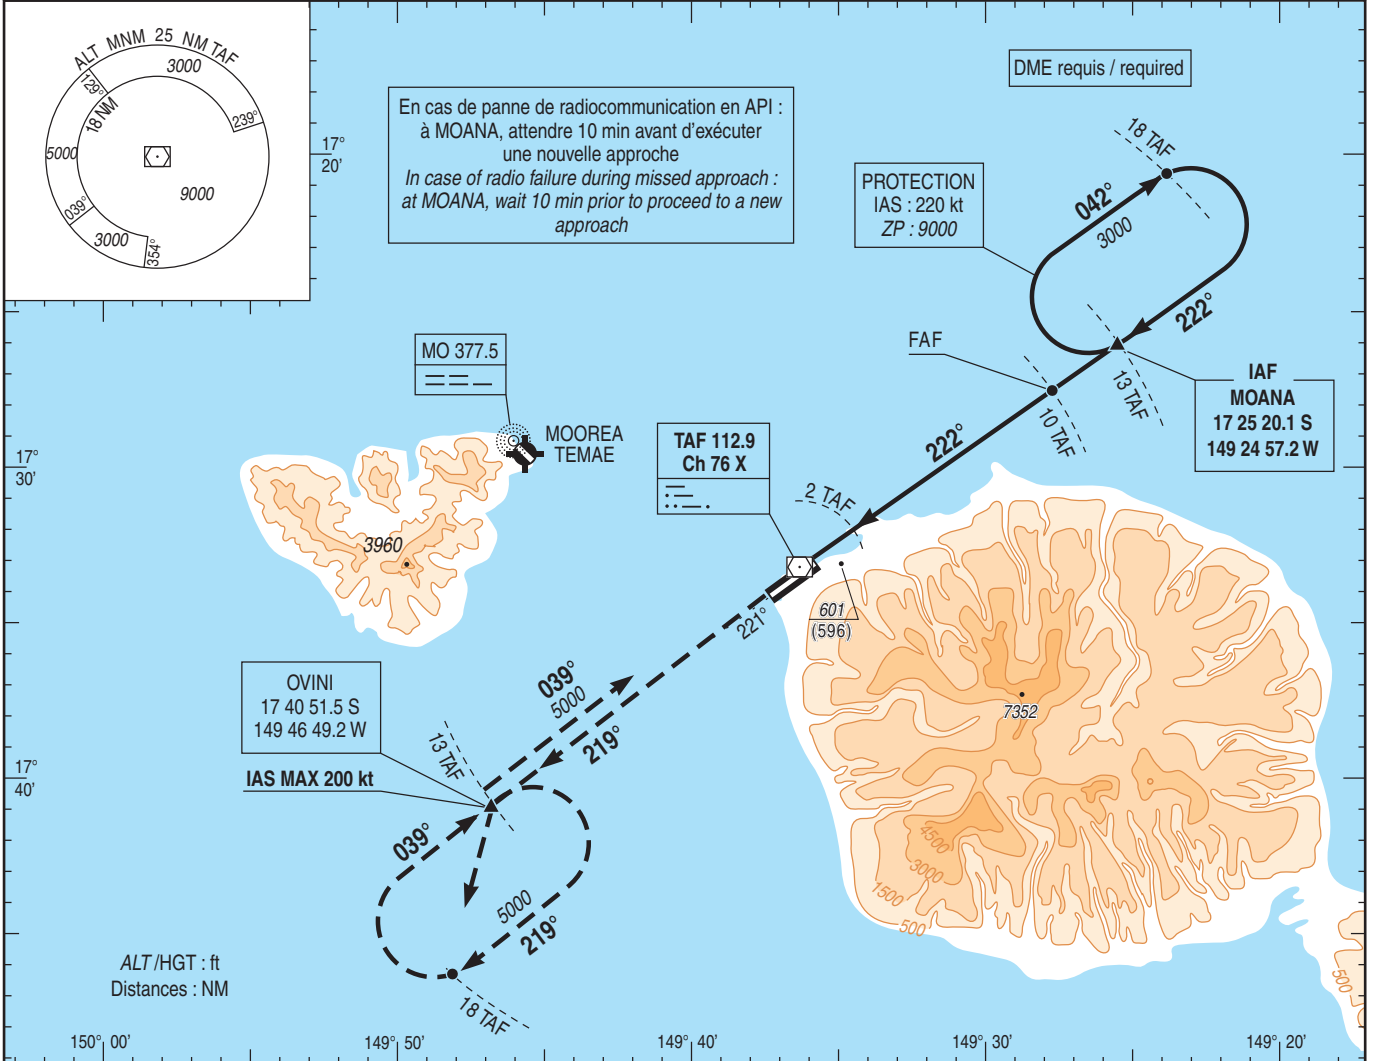 ALT MNM 25 NM TAF
3000
129°
18 NM
239°
5000
9000
039°
3000
354°
En cas de panne de radiocommunication en API :
à MOANA, attendre 10 min avant d'exécuter
une nouvelle approche
In case of radio failure during missed approach :
at MOANA, wait 10 min prior to proceed to a new
approach
DME requis / required
17°
20'
18 TAF
PROTECTION
IAS : 220 kt
ZP : 9000
042°
3000
222°
FAF
13 TAF
10 TAF
IAF
MOANA
17 25 20.1 S
149 24 57.2 W
MO 377.5
MOOREA
TEMAE
17°
30'
TAF 112.9
Ch 76 X
222°
2 TAF
3960
601
(596)
221°
7352
OVINI
17 40 51.5 S
149 46 49.2 W
039°
5000
219°
13 TAF
IAS MAX 200 kt
17°
40'
039°
5000
219°
18 TAF
4500
3000
1500
500
500
ALT /HGT : ft
Distances : NM
150° 00'
149° 50'
149° 40'
149° 30'
149° 20'